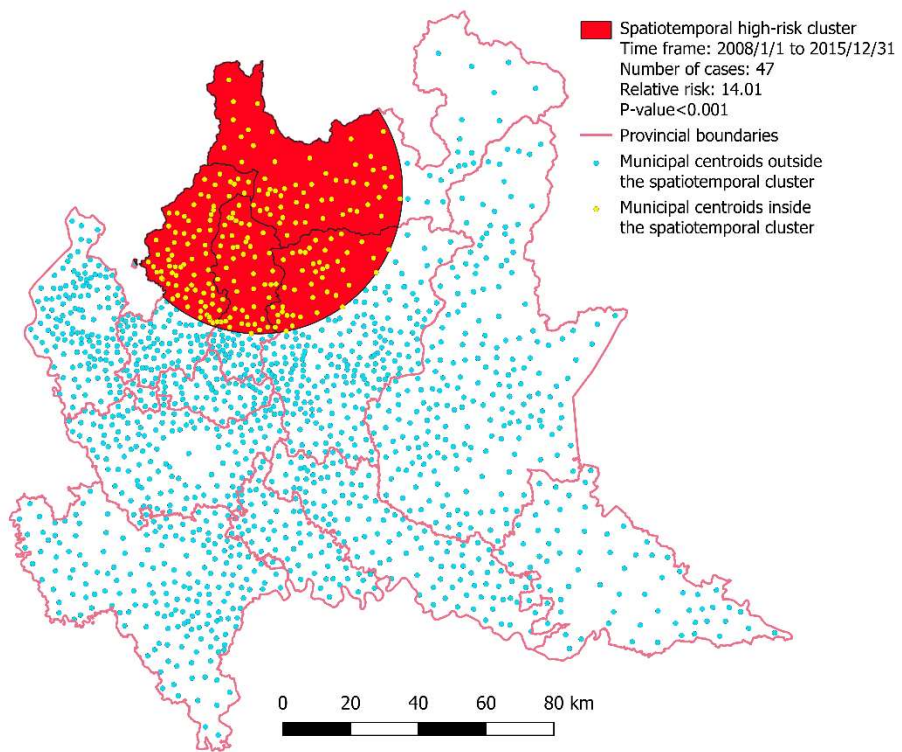 Spatiotemporal high-risk cluster
Time frame: 2008/1/1 to 2015/12/31
Number of cases: 47
Relative risk: 14.01
P-value<0.001
Provincial boundaries
Municipal centroids outside
the spatiotemporal cluster
Municipal centroids inside
the spatiotemporal cluster
0 20 40 60 80 km